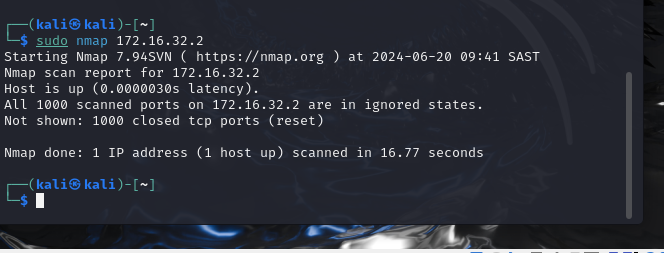 ┌──(kali㉿kali)-[~]
└─$ sudo nmap 172.16.32.2
Starting Nmap 7.94SVN ( https://nmap.org ) at 2024-06-20 09:41 SAST
Nmap scan report for 172.16.32.2
Host is up (0.0000030s latency).
All 1000 scanned ports on 172.16.32.2 are in ignored states.
Not shown: 1000 closed tcp ports (reset)
Nmap done: 1 IP address (1 host up) scanned in 16.77 seconds
┌──(kali㉿kali)-[~]
└─$